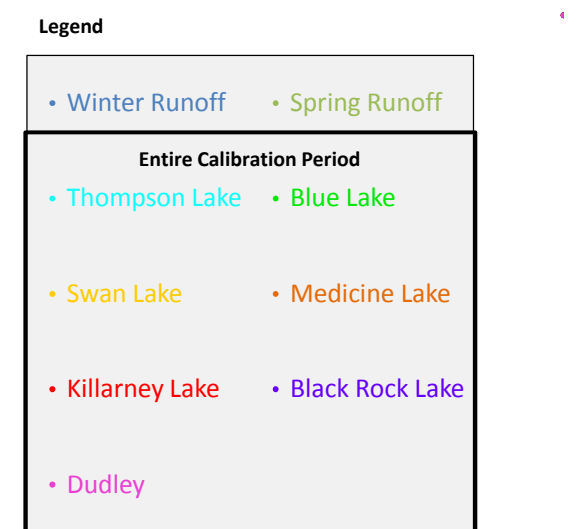 Legend
• Winter Runoff • Spring Runoff
Entire Calibration Period
• Thompson Lake • Blue Lake
• Swan Lake • Medicine Lake
• Killarney Lake • Black Rock Lake
• Dudley